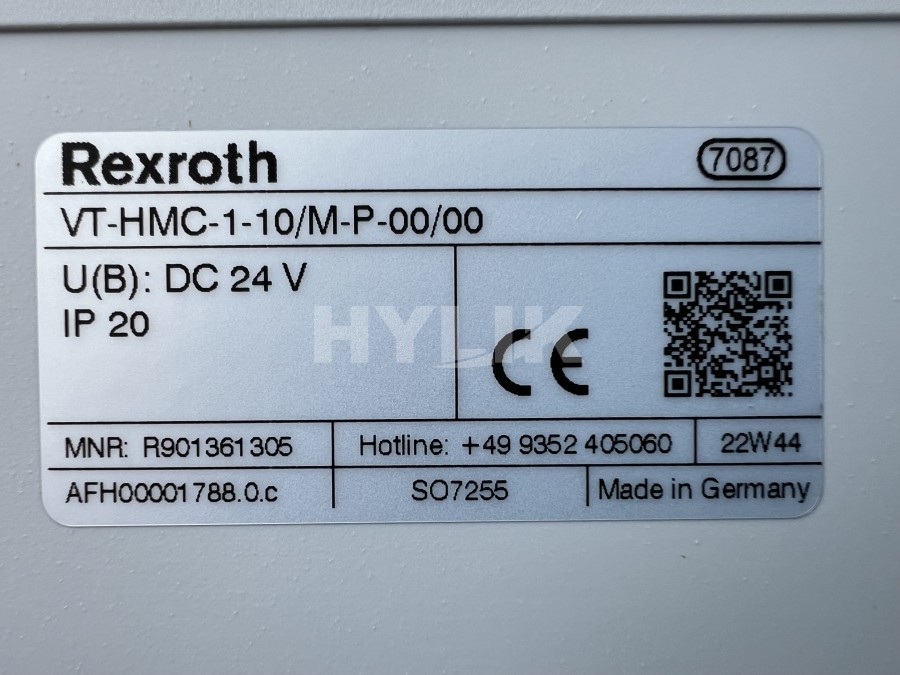 Rexroth
7087
VT-HMC-1-10/M-P-00/00
U(B): DC 24 V
IP 20
HYLIK
CE
MNR: R901361305
Hotline: +49 9352 405060
22W44
AFH00001788.0.c
SO7255
Made in Germany